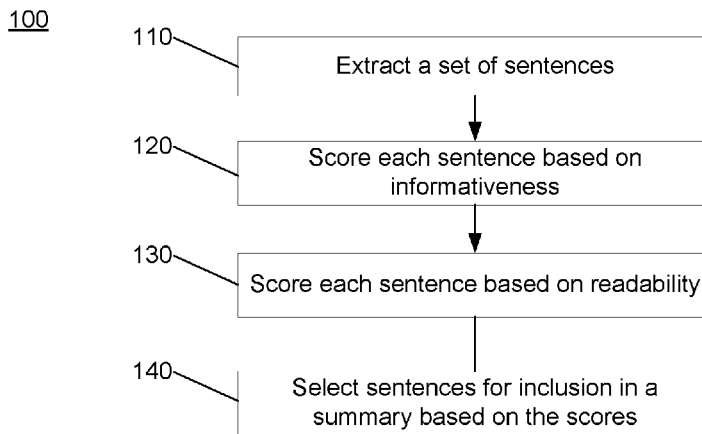 100
110
Extract a set of sentences
120
Score each sentence based on
informativeness
130
Score each sentence based on readability
140
Select sentences for inclusion in a
summary based on the scores